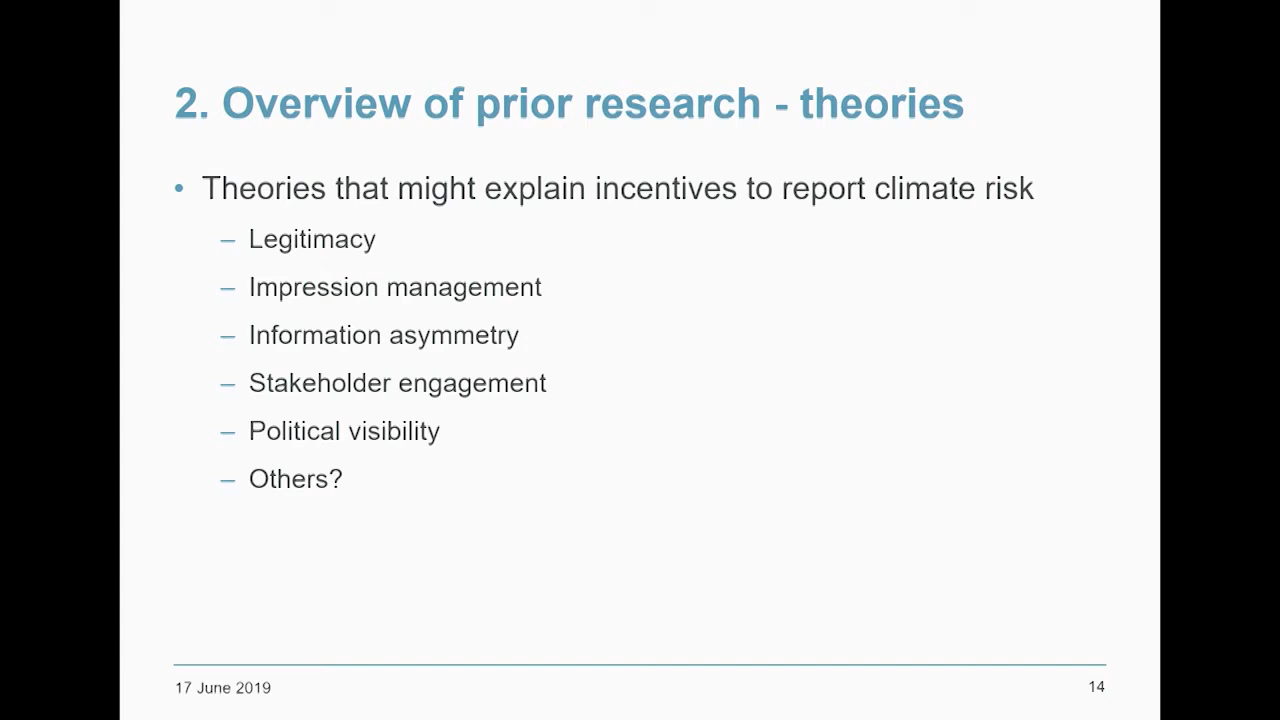 2. Overview of prior research - theories
• Theories that might explain incentives to report climate risk
– Legitimacy
– Impression management
– Information asymmetry
– Stakeholder engagement
– Political visibility
– Others?
17 June 2019
14